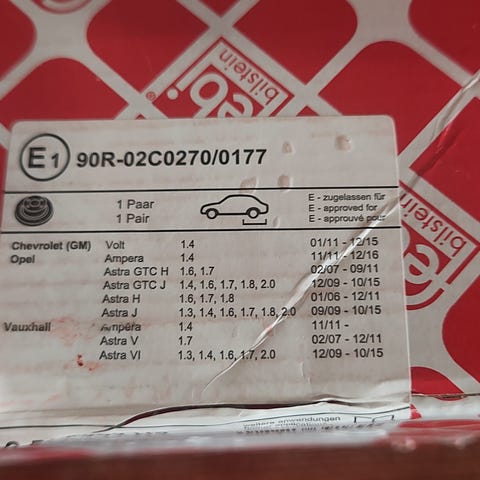 febi
bilstein
E1 90R-02C0270/0177
1 Paar
1 Pair
E - zugelassen für
E - approved for
E - approuvé pour
Chevrolet (GM) Volt 1.4 01/11 - 12/15
Opel Ampera 1.4 11/11 - 12/16
Astra GTC H 1.6, 1.7 02/07 - 09/11
Astra GTC J 1.4, 1.6, 1.7, 1.8, 2.0 12/09 - 10/15
Astra H 1.6, 1.7, 1.8 01/06 - 12/11
Astra J 1.3, 1.4, 1.6, 1.7, 1.8, 2.0 09/09 - 10/15
Vauxhall Ampera 1.4 11/11 -
Astra V 1.7 02/07 - 12/11
Astra VI 1.3, 1.4, 1.6, 1.7, 2.0 12/09 - 10/15
febi
bilstein
weitere anwendungen